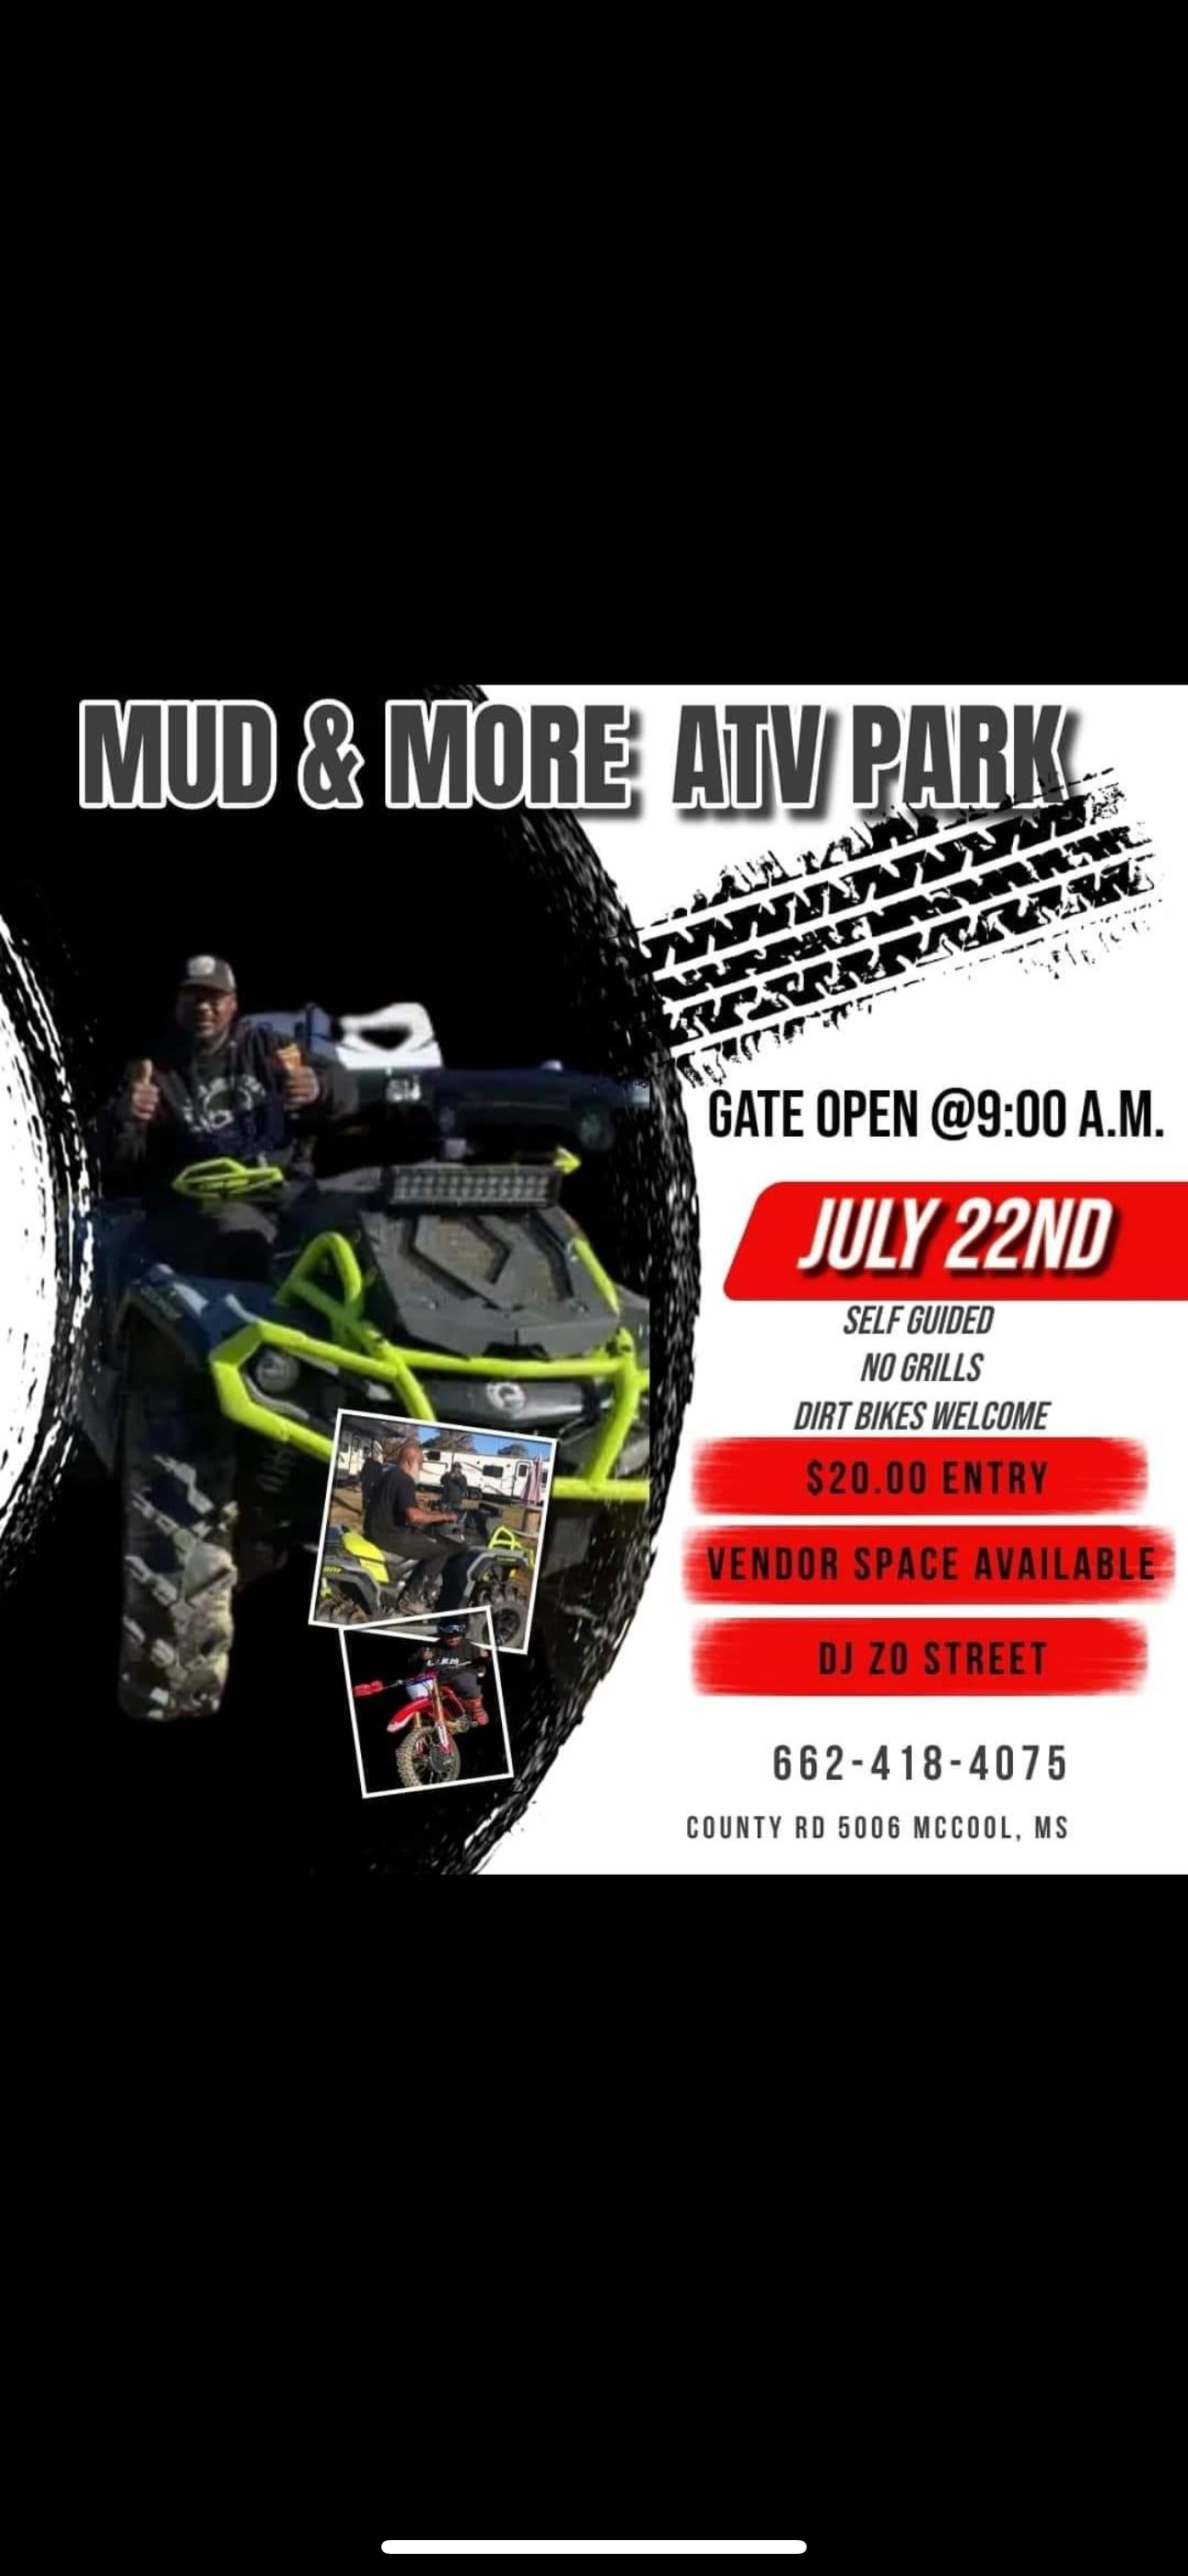 MUD & MORE ATV PARK
GATE OPEN @9:00 A.M.
JULY 22ND
SELF GUIDED
NO GRILLS
DIRT BIKES WELCOME
$20.00 ENTRY
VENDOR SPACE AVAILABLE
DJ ZO STREET
662-418-4075
COUNTY RD 5006 MCCOOL, MS